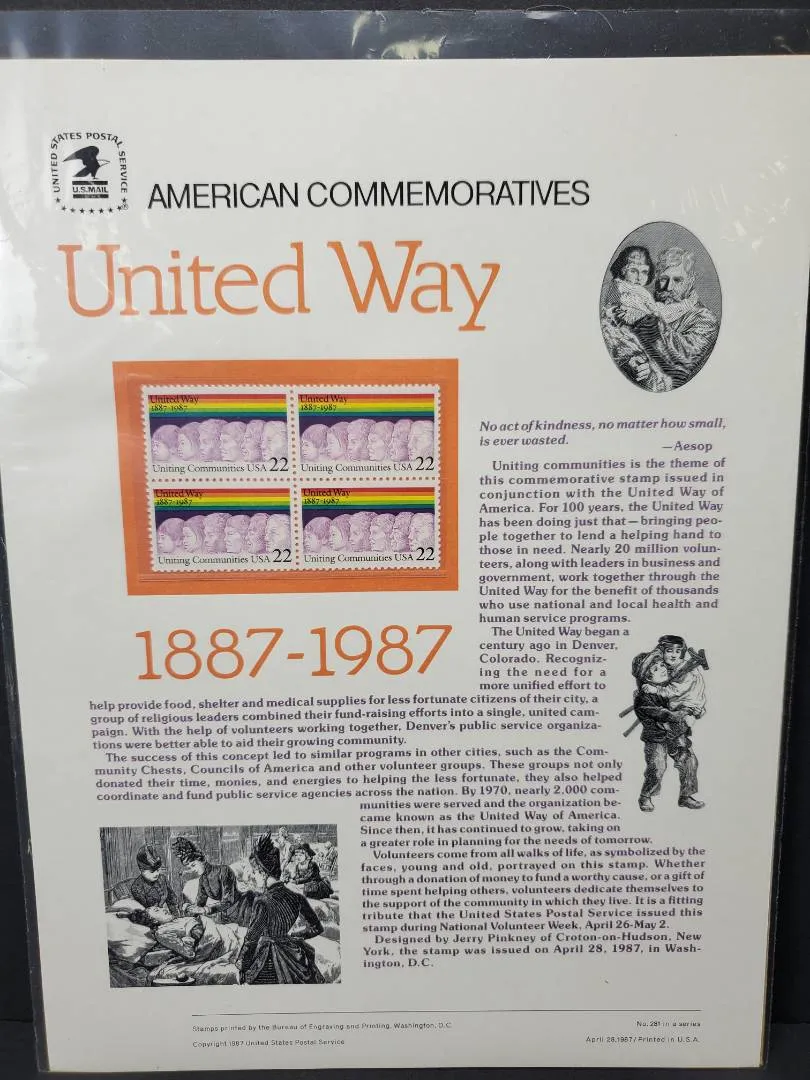 UNITED STATES POSTAL SERVICE
U.S.MAIL
AMERICAN COMMEMORATIVES
United Way
United Way
1887-1987
Uniting Communities USA 22
United Way
1887-1987
Uniting Communities USA 22
United Way
1887-1987
Uniting Communities USA 22
United Way
1887-1987
Uniting Communities USA 22
1887-1987
No act of kindness, no matter how small,
is ever wasted.
—Aesop
Uniting communities is the theme of
this commemorative stamp issued in
conjunction with the United Way of
America. For 100 years, the United Way
has been doing just that—bringing peo-
ple together to lend a helping hand to
those in need. Nearly 20 million volun-
teers, along with leaders in business and
government, work together through the
United Way for the benefit of thousands
who use national and local health and
human service programs.
The United Way began a
century ago in Denver,
Colorado. Recogniz-
ing the need for a
more unified effort to
help provide food, shelter and medical supplies for less fortunate citizens of their city, a
group of religious leaders combined their fund-raising efforts into a single, united cam-
paign. With the help of volunteers working together, Denver's public service organiza-
tions were better able to aid their growing community.
The success of this concept led to similar programs in other cities, such as the Com-
munity Chests, Councils of America and other volunteer groups. These groups not only
donated their time, monies, and energies to helping the less fortunate, they also helped
coordinate and fund public service agencies across the nation. By 1970, nearly 2,000 com-
munities were served and the organization be-
came known as the United Way of America.
Since then, it has continued to grow, taking on
a greater role in planning for the needs of tomorrow.
Volunteers come from all walks of life, as symbolized by the
faces, young and old, portrayed on this stamp. Whether
through a donation of money to fund a worthy cause, or a gift of
time spent helping others, volunteers dedicate themselves to
the support of the community in which they live. It is a fitting
tribute that the United States Postal Service issued this
stamp during National Volunteer Week, April 26-May 2.
Designed by Jerry Pinkney of Croton-on-Hudson, New
York, the stamp was issued on April 28, 1987, in Wash-
ington, D.C.
Stamps printed by the Bureau of Engraving and Printing, Washington, D.C.
Copyright 1987 United States Postal Service
No. 281 in a series
April 28, 1987/Printed in U.S.A.